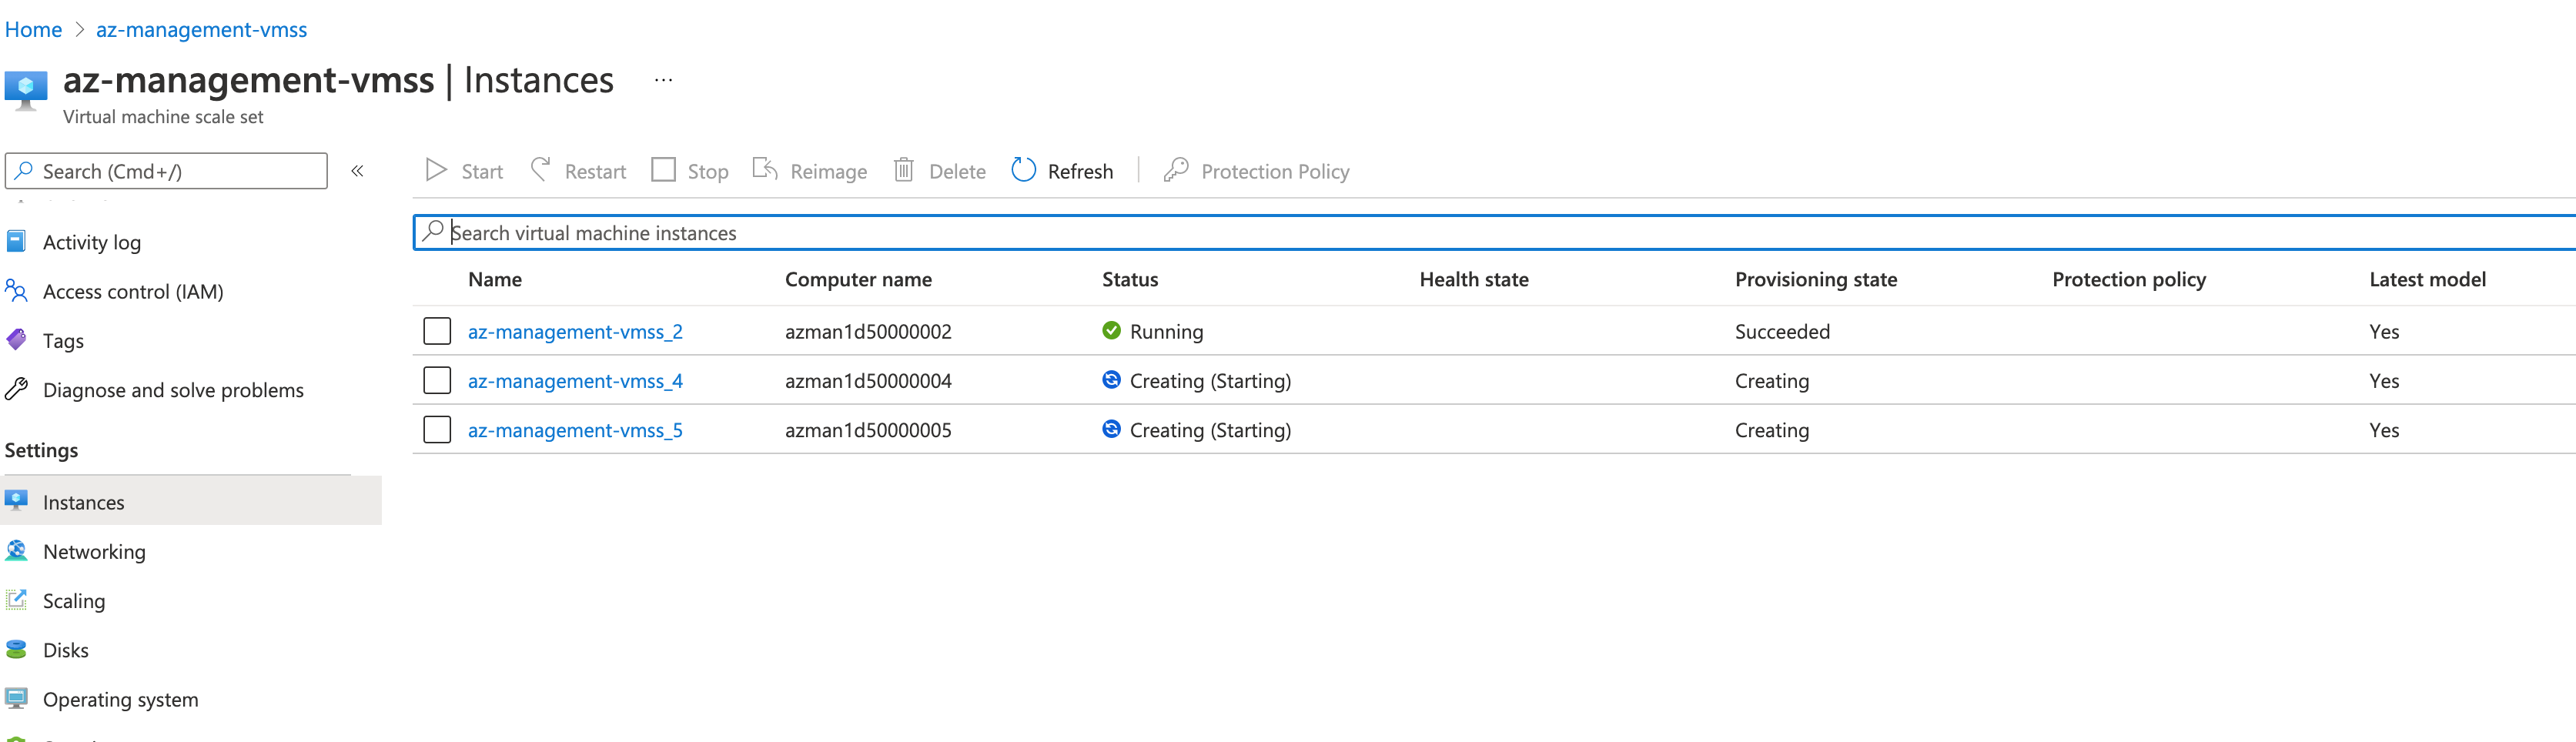 Home > az-management-vmss
az-management-vmss | Instances ...
Virtual machine scale set
Search (Cmd+/) «
Start Restart Stop Reimage Delete Refresh Protection Policy
Search virtual machine instances
Activity log
Access control (IAM)
Tags
Diagnose and solve problems
Settings
Instances
Networking
Scaling
Disks
Operating system
Name Computer name Status Health state Provisioning state Protection policy Latest model
az-management-vmss_2 azman1d50000002 Running Succeeded Yes
az-management-vmss_4 azman1d50000004 Creating (Starting) Creating Yes
az-management-vmss_5 azman1d50000005 Creating (Starting) Creating Yes